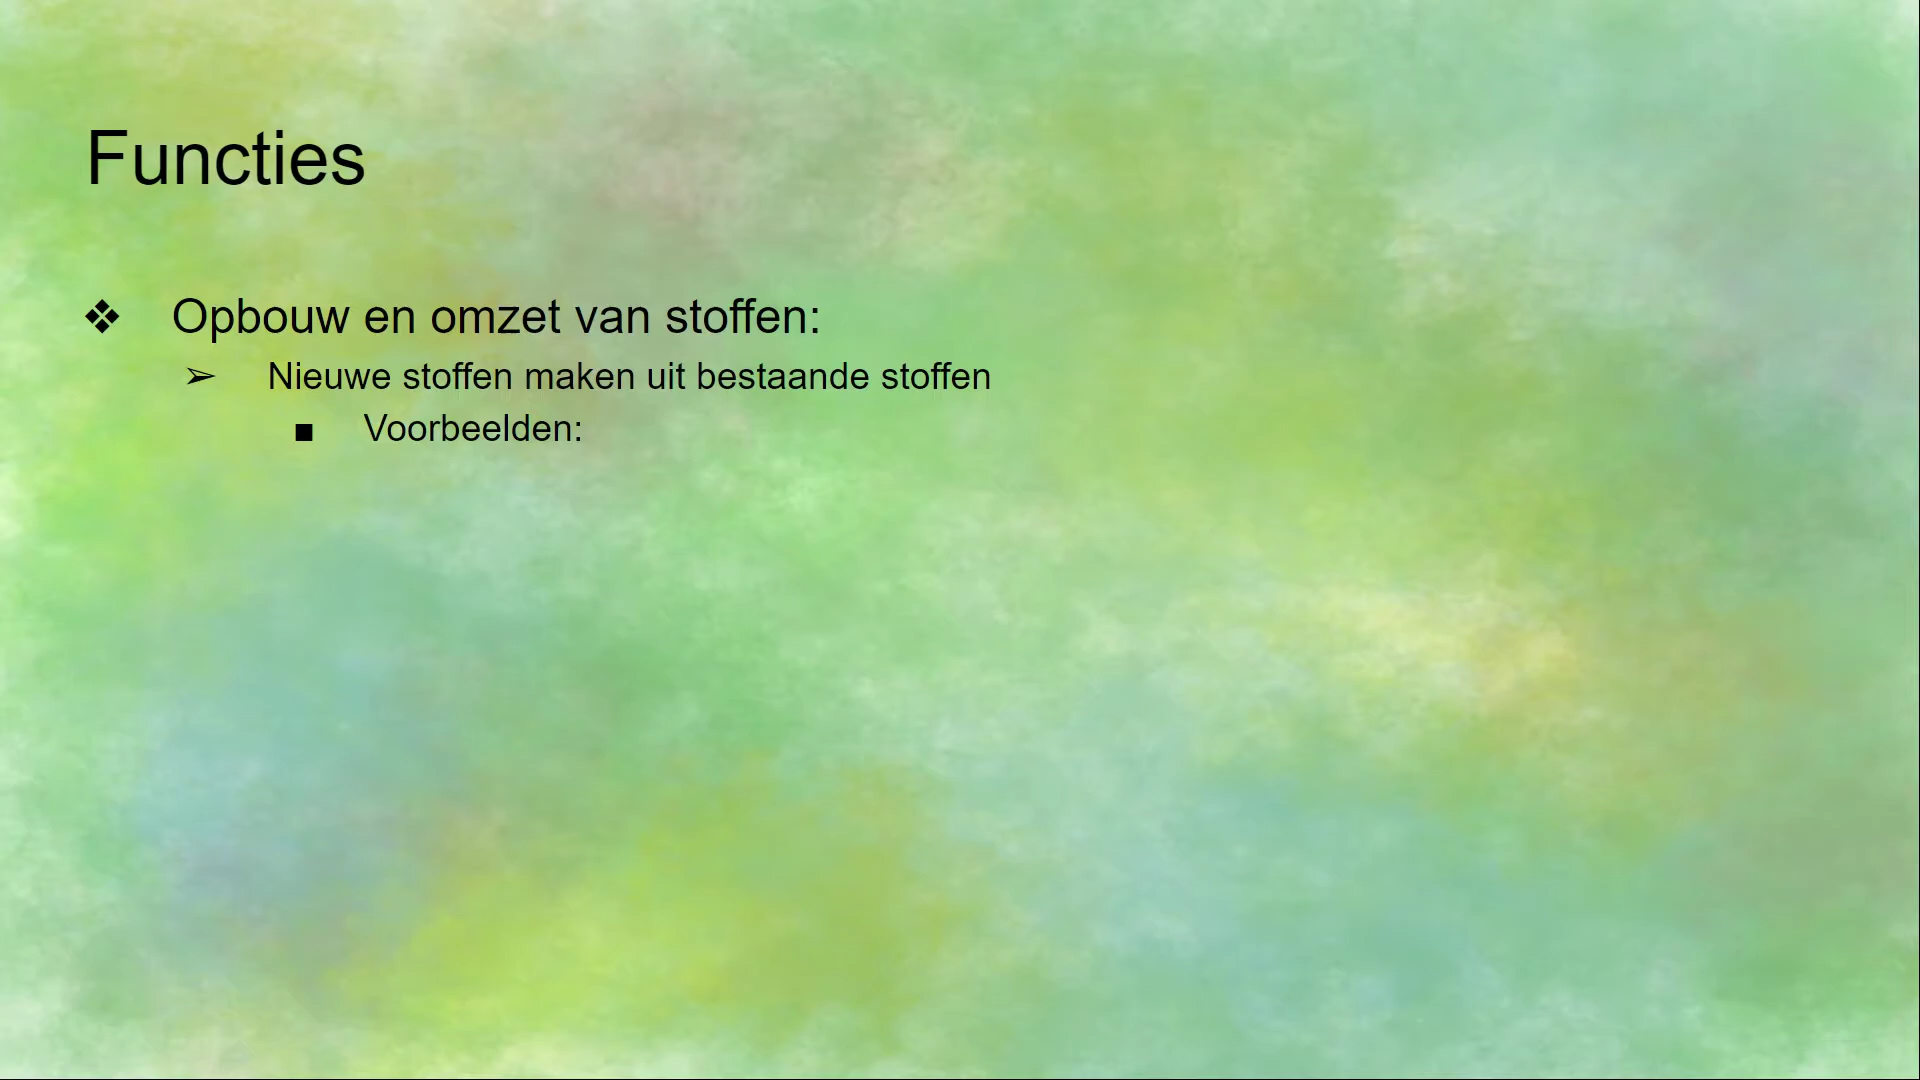 Functies
❖ Opbouw en omzet van stoffen:
➢ Nieuwe stoffen maken uit bestaande stoffen
■ Voorbeelden: